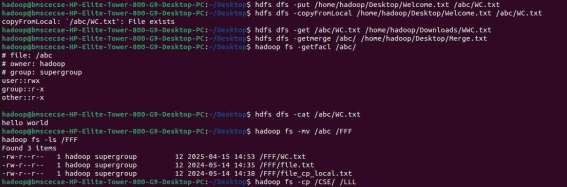 hadoop@bmscecse-HP-Elite-Tower-800-G9-Desktop-PC:~/Desktop$ hdfs dfs -put /home/hadoop/Desktop/Welcome.txt /abc/WC.txt
hadoop@bmscecse-HP-Elite-Tower-800-G9-Desktop-PC:~/Desktop$ hdfs dfs -copyFromLocal /home/hadoop/Desktop/Welcome.txt /abc/WC.txt
copyFromLocal: `/abc/WC.txt': File exists
hadoop@bmscecse-HP-Elite-Tower-800-G9-Desktop-PC:~/Desktop$ hdfs dfs -get /abc/WC.txt /home/hadoop/Downloads/WWC.txt
hadoop@bmscecse-HP-Elite-Tower-800-G9-Desktop-PC:~/Desktop$ hdfs dfs -getmerge /abc/ /home/hadoop/Desktop/Merge.txt
hadoop@bmscecse-HP-Elite-Tower-800-G9-Desktop-PC:~/Desktop$ hadoop fs -getfacl /abc/
# file: /abc
# owner: hadoop
# group: supergroup
user::rwx
group::r-x
other::r-x
hadoop@bmscecse-HP-Elite-Tower-800-G9-Desktop-PC:~/Desktop$ hdfs dfs -cat /abc/WC.txt
hello world
hadoop@bmscecse-HP-Elite-Tower-800-G9-Desktop-PC:~/Desktop$ hadoop fs -mv /abc /FFF
hadoop fs -ls /FFF
Found 3 items
-rw-r--r-- 1 hadoop supergroup 12 2025-04-15 14:53 /FFF/WC.txt
-rw-r--r-- 1 hadoop supergroup 12 2024-05-14 14:35 /FFF/file.txt
-rw-r--r-- 1 hadoop supergroup 12 2024-05-14 14:38 /FFF/file_cp_local.txt
hadoop@bmscecse-HP-Elite-Tower-800-G9-Desktop-PC:~/Desktop$ hadoop fs -cp /CSE/ /LLL